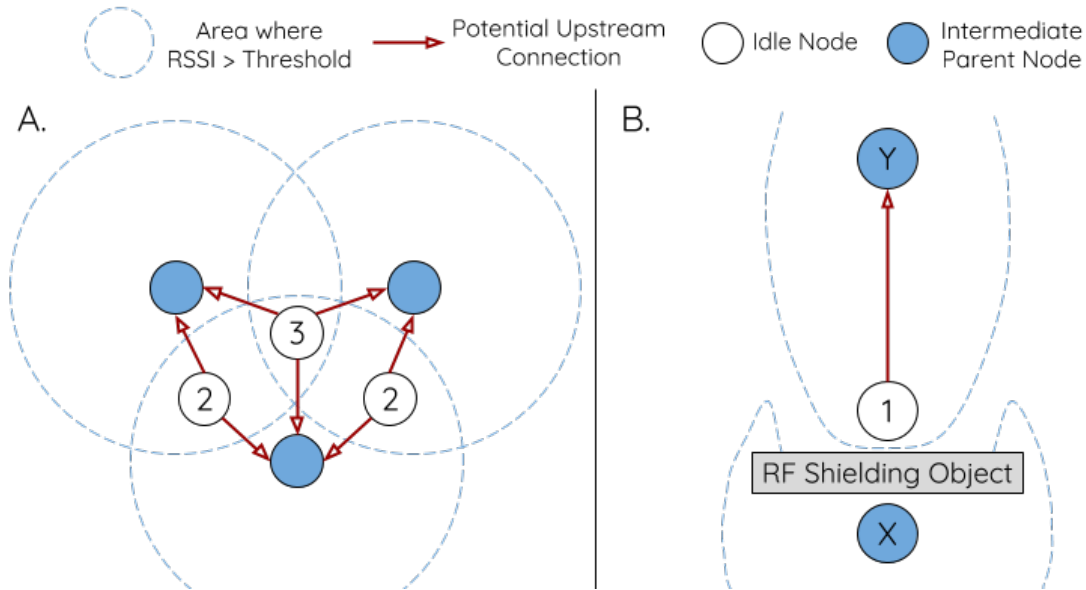 Area where
RSSI > Threshold
Potential Upstream
Connection
Idle Node
Intermediate
Parent Node
A.
3
2
2
B.
Y
1
RF Shielding Object
X